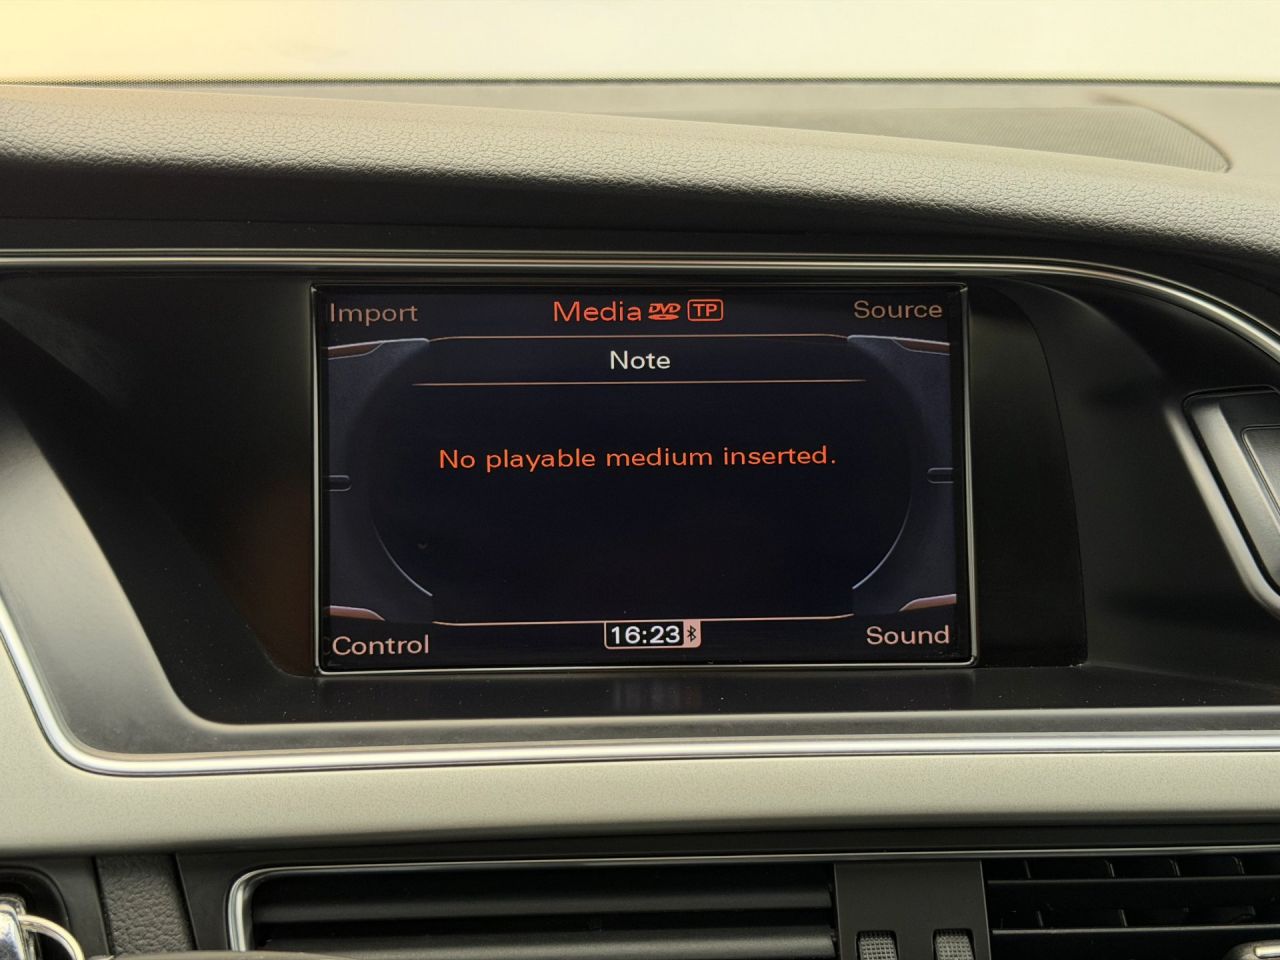 Import
Media DVD TP
Source
Note
No playable medium inserted.
Control
16:23
Sound